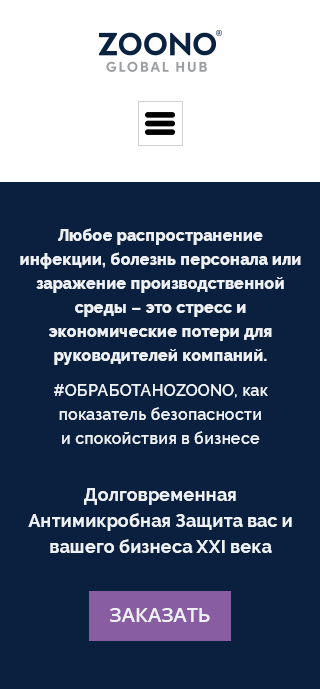 ZOONO®
GLOBAL HUB
Любое распространение
инфекции, болезнь персонала или
заражение производственной
среды – это стресс и
экономические потери для
руководителей компаний.
#ОБРАБОТАНОZOONO, как
показатель безопасности
и спокойствия в бизнесе
Долговременная
Антимикробная Защита вас и
вашего бизнеса XXI века
ЗАКАЗАТЬ